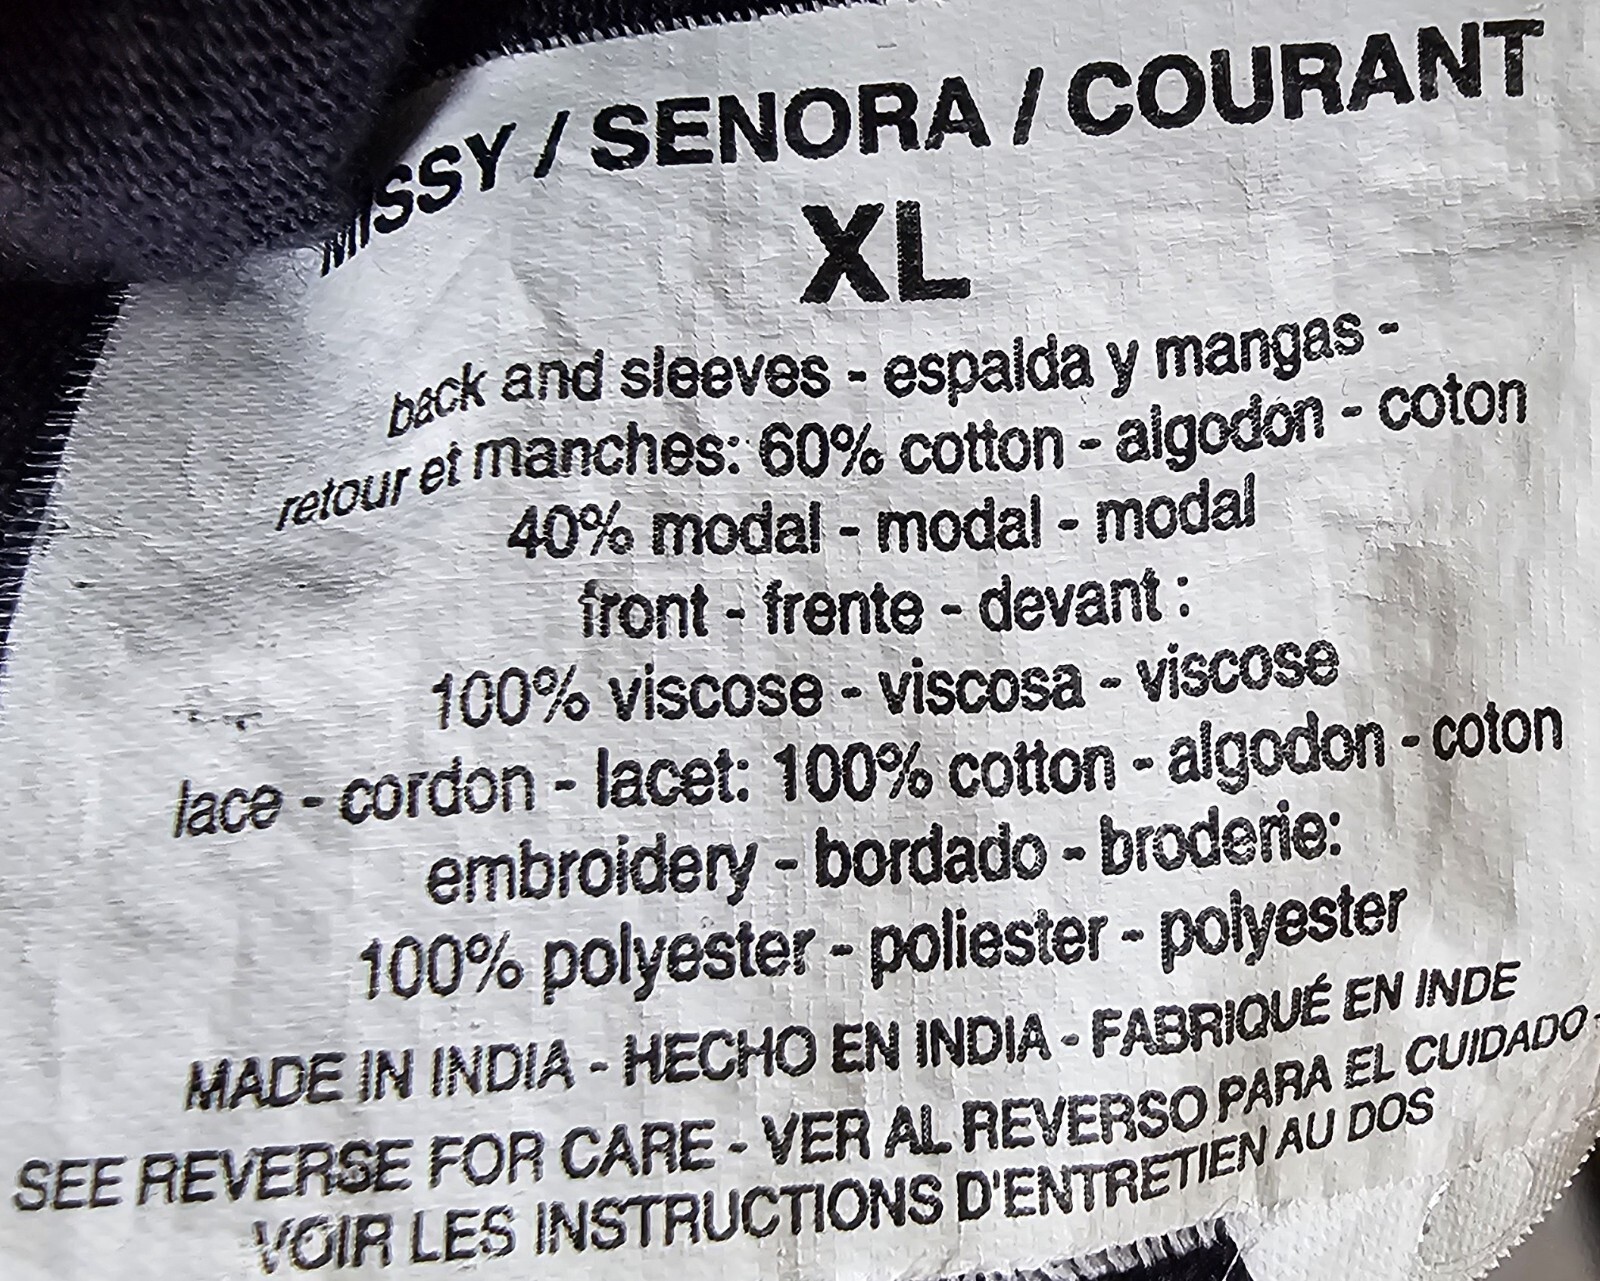 MISSY / SENORA / COURANT
XL
back and sleeves - espalda y mangas -
retour et manches: 60% cotton - algodón - coton
40% modal - modal - modal
front - frente - devant :
100% viscose - viscosa - viscose
lace - cordon - lacet: 100% cotton - algodon - coton
embroidery - bordado - broderie:
100% polyester - poliester - polyester
MADE IN INDIA - HECHO EN INDIA - FABRIQUÉ EN INDE
SEE REVERSE FOR CARE - VER AL REVERSO PARA EL CUIDADO -
VOIR LES INSTRUCTIONS D'ENTRETIEN AU DOS